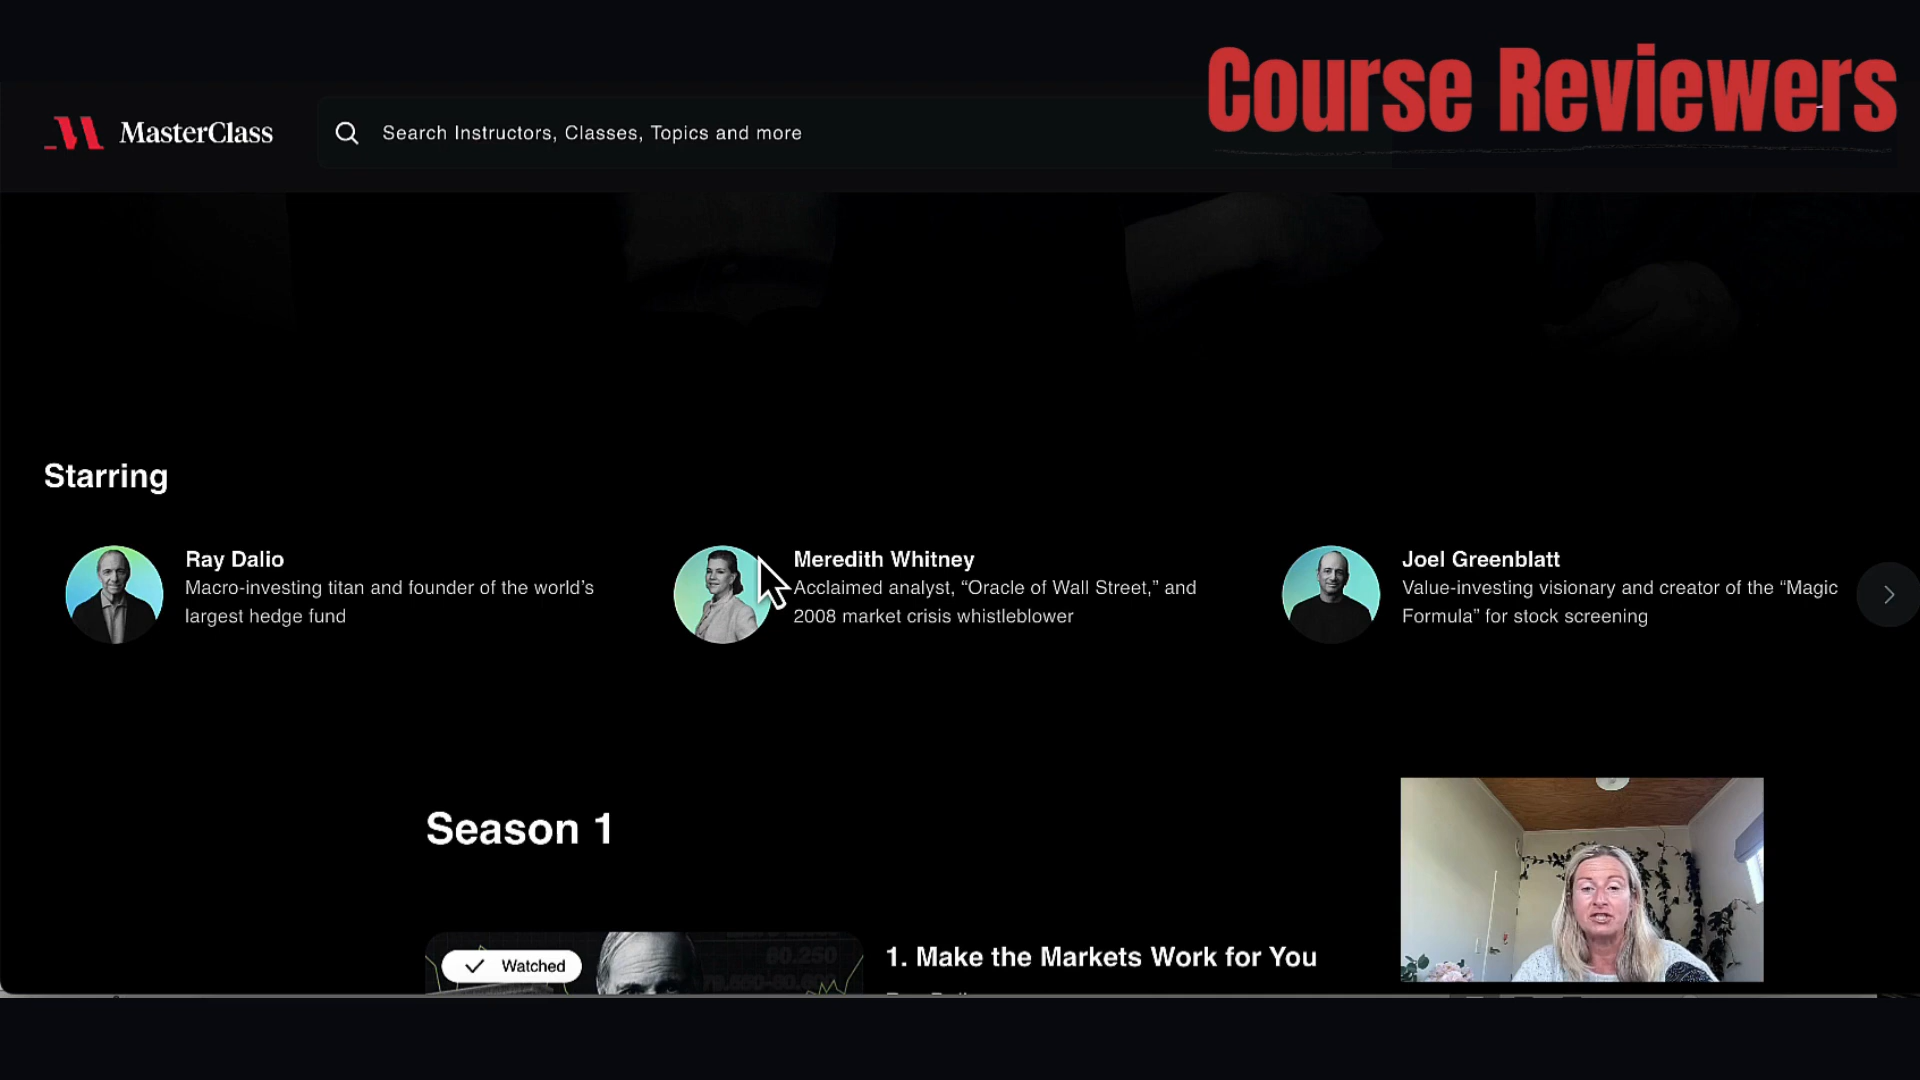 Course Reviewers
MasterClass
Search Instructors, Classes, Topics and more
Starring
Ray Dalio
Macro-investing titan and founder of the world's
largest hedge fund
Meredith Whitney
Acclaimed analyst, “Oracle of Wall Street,” and
2008 market crisis whistleblower
Joel Greenblatt
Value-investing visionary and creator of the “Magic
Formula” for stock screening
Season 1
Watched
60.250
1. Make the Markets Work for You